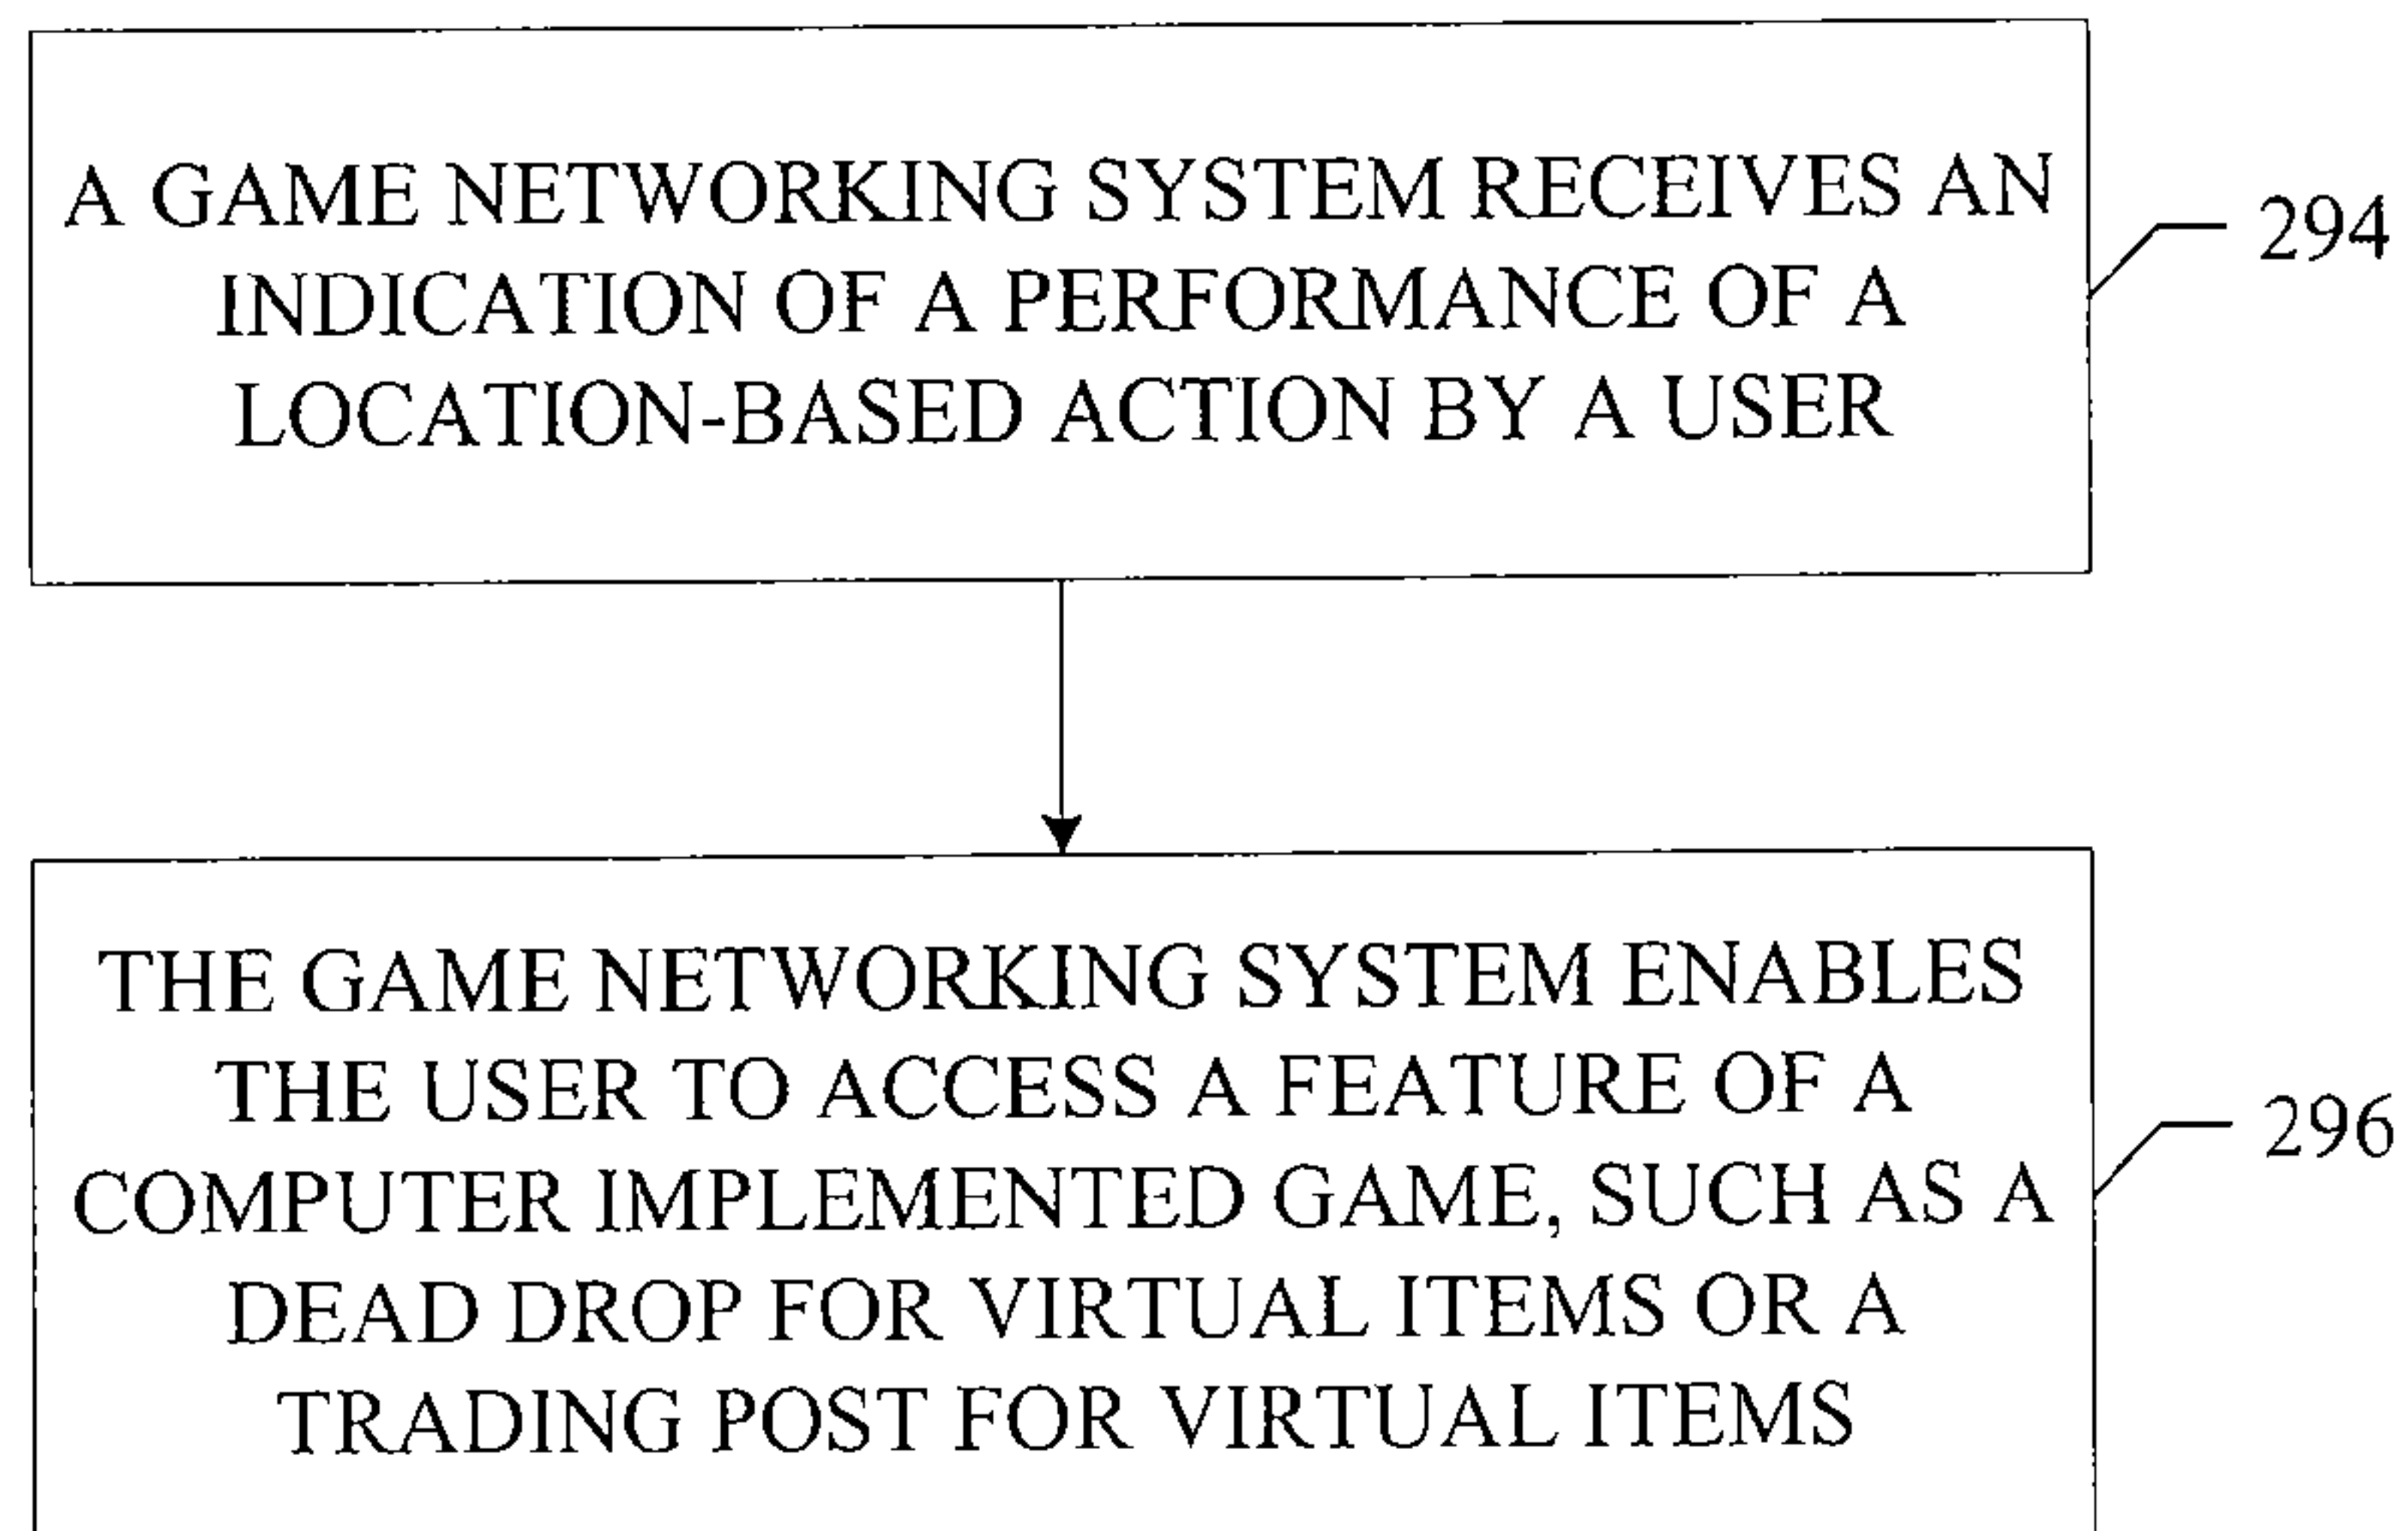 A GAME NETWORKING SYSTEM RECEIVES AN
INDICATION OF A PERFORMANCE OF A
LOCATION-BASED ACTION BY A USER
294
THE GAME NETWORKING SYSTEM ENABLES
THE USER TO ACCESS A FEATURE OF A
COMPUTER IMPLEMENTED GAME, SUCH AS A
DEAD DROP FOR VIRTUAL ITEMS OR A
TRADING POST FOR VIRTUAL ITEMS
296